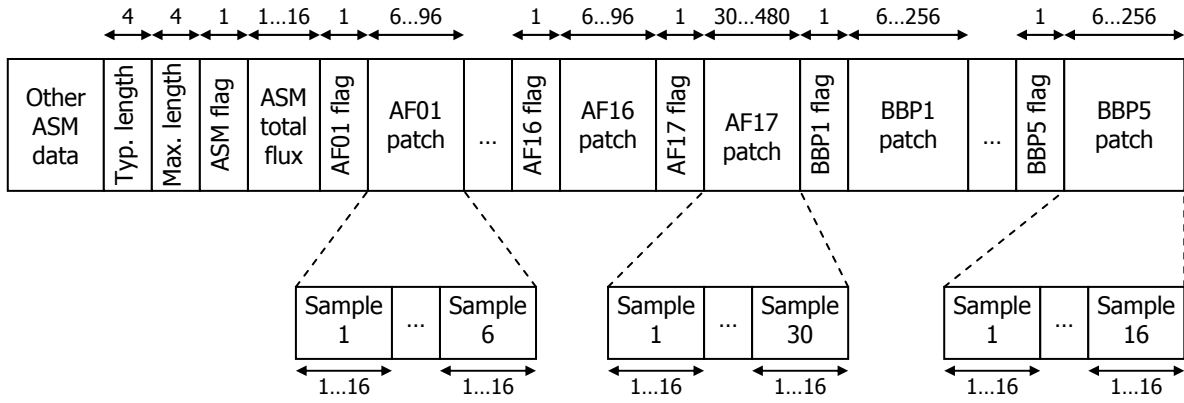 4 4 1 1…16 1 6…96 1 6…96 1 30…480 1 6…256 1 6…256
Other
ASM
data
Typ. length
Max. length
ASM flag
ASM
total
flux
AF01 flag
AF01
patch
…
AF16 flag
AF16
patch
AF17 flag
AF17
patch
BBP1 flag
BBP1
patch
…
BBP5 flag
BBP5
patch
Sample
1
…
Sample
6
Sample
1
…
Sample
30
Sample
1
…
Sample
16
1…16 1…16 1…16 1…16 1…16 1…16